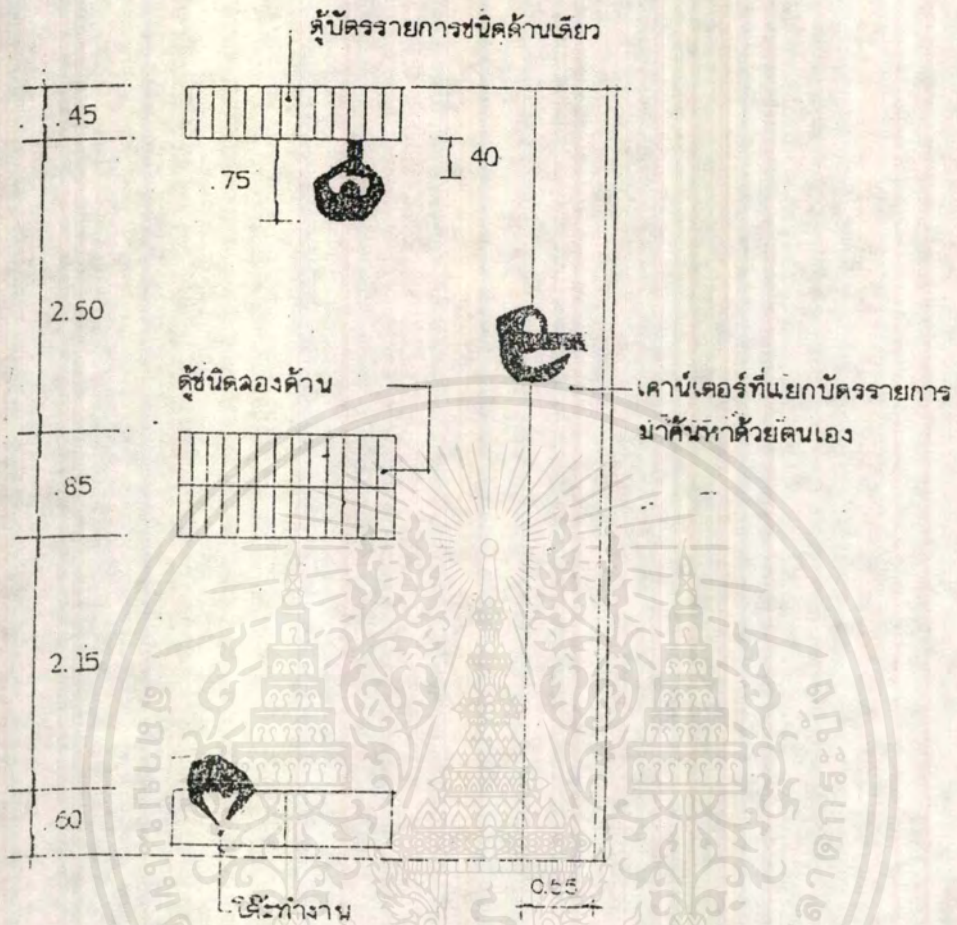 ตู้บัตรรายการชนิดด้านเดียว
.45
.75
40
2.50
ตู้ชนิดสองด้าน
เคาน์เตอร์ที่แยกบัตรรายการ
มาค้นหาด้วยตนเอง
.85
2.15
.60
0.55
โต๊ะทำงาน